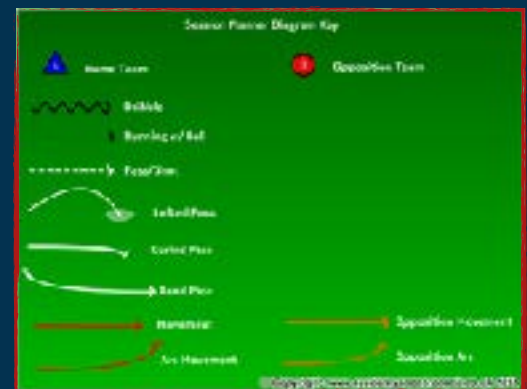 Session Planner Diagram Key
Home Team
Opposition Team
Dribble
Running w/ Ball
Pass/Shot
Lofted Pass
Curled Pass
Bend Pass
Movement
Opposition Movement
Arc Movement
Opposition Arc